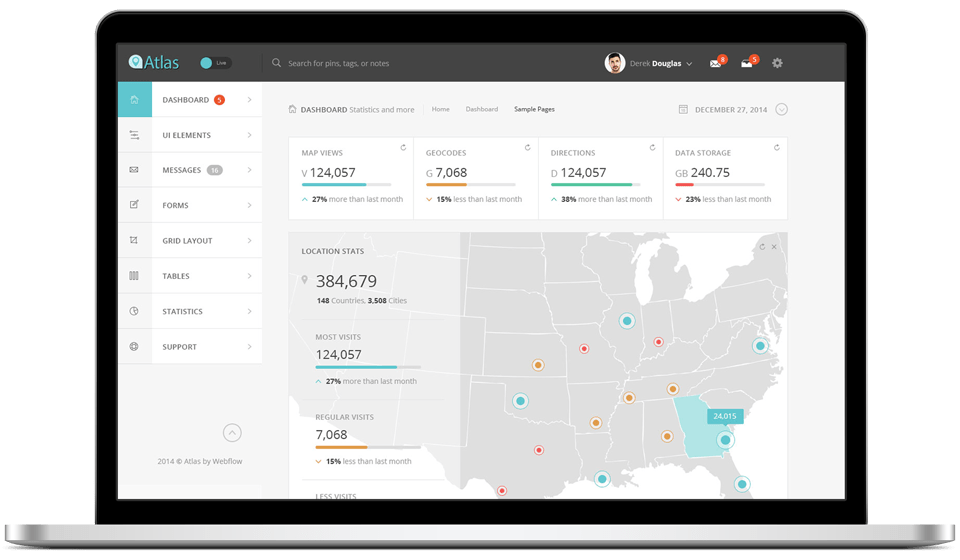 Atlas
Live
Search for pins, tags, or notes
Derek Douglas
8
5
DASHBOARD 5
UI ELEMENTS
MESSAGES 16
FORMS
GRID LAYOUT
TABLES
STATISTICS
SUPPORT
2014 © Atlas by Webflow
DASHBOARD Statistics and more
Home
Dashboard
Sample Pages
DECEMBER 27, 2014
MAP VIEWS
V 124,057
27% more than last month
GEOCODES
G 7,068
15% less than last month
DIRECTIONS
D 124,057
38% more than last month
DATA STORAGE
GB 240.75
23% less than last month
LOCATION STATS
384,679
148 Countries, 3,508 Cities
MOST VISITS
124,057
27% more than last month
REGULAR VISITS
7,068
15% less than last month
LESS VISITS
24,015